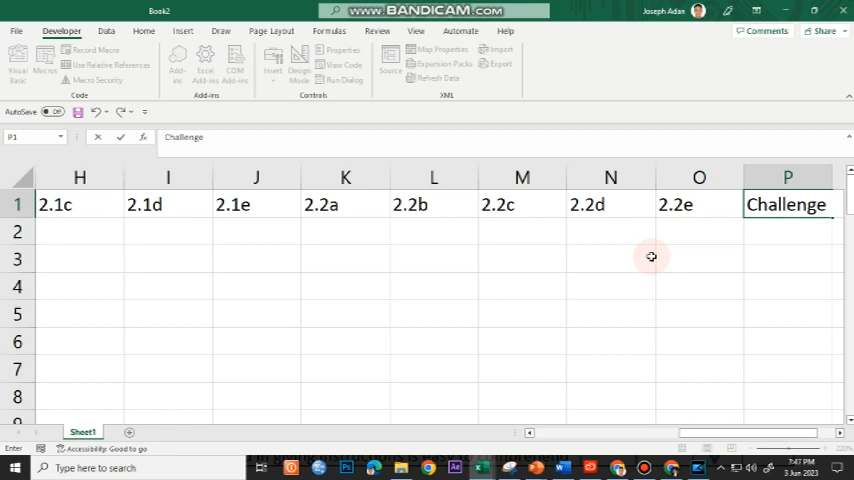 Book2
www.BANDICAM.com
Joseph Adan
File Developer Data Home Insert Draw Page Layout Formulas Review View Automate Help Comments Share
Visual Basic
Macros
Record Macro
Use Relative References
Macro Security
Code
Add-ins
Excel Add-ins
COM Add-ins
Add-ins
Insert
Design Mode
Properties
View Code
Run Dialog
Controls
Source
Map Properties
Expansion Packs
Refresh Data
Import
Export
XML
AutoSave Off
P1 fx Challenge
H I J K L M N O P
1 2.1c 2.1d 2.1e 2.2a 2.2b 2.2c 2.2d 2.2e Challenge
2
3
4
5
6
7
8
9
Sheet1
Enter Accessibility: Good to go 220%
Type here to search
7:47 PM
3 Jun 2023